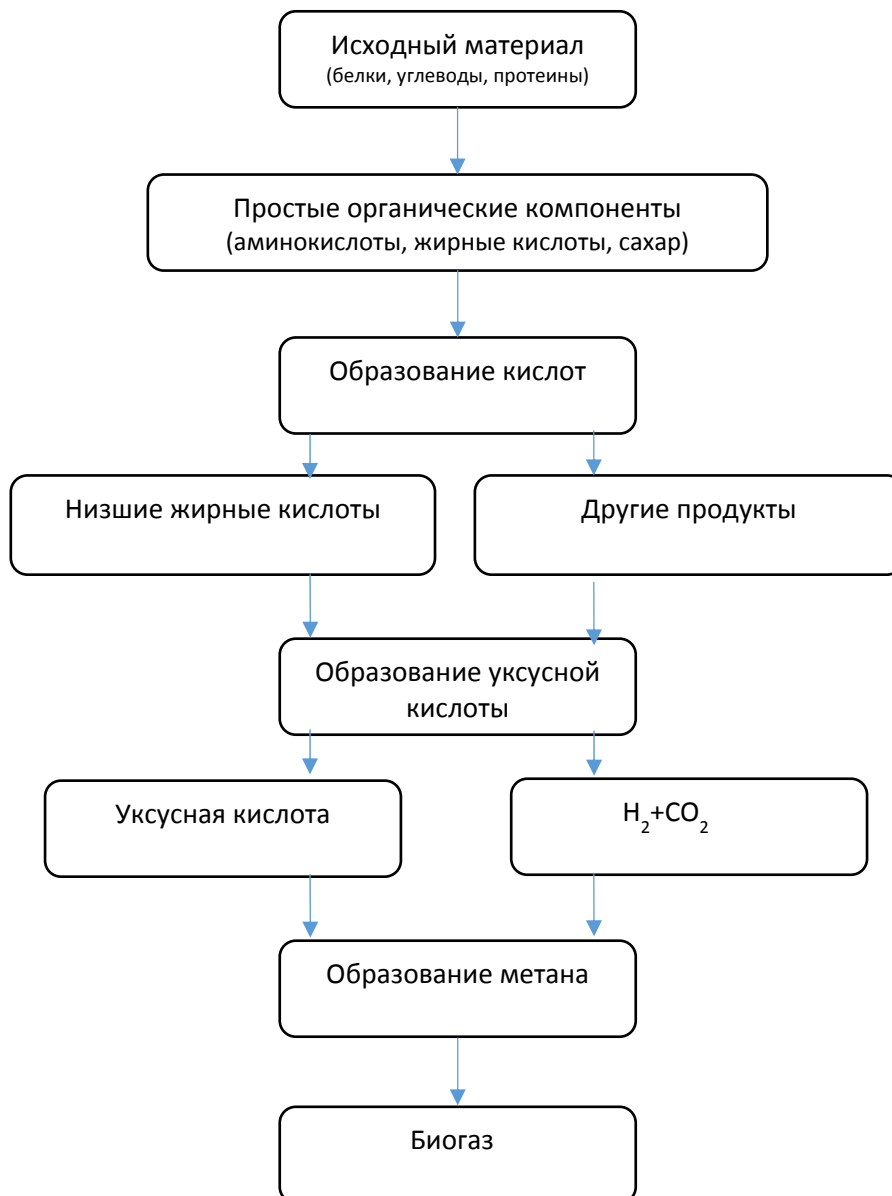 Исходный материал
(белки, углеводы, протеины)
Простые органические компоненты
(аминокислоты, жирные кислоты, сахар)
Образование кислот
Низшие жирные кислоты
Другие продукты
Образование уксусной
кислоты
Уксусная кислота
H₂+CO₂
Образование метана
Биогаз